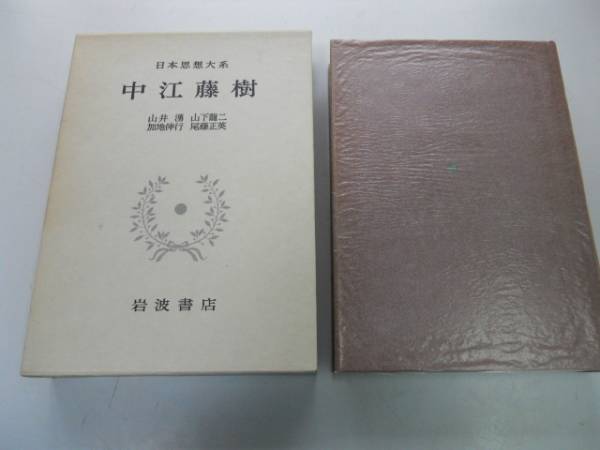 日本思想大系
中江藤樹
山井湧 山下龍二
加地伸行 尾藤正英
岩波書店